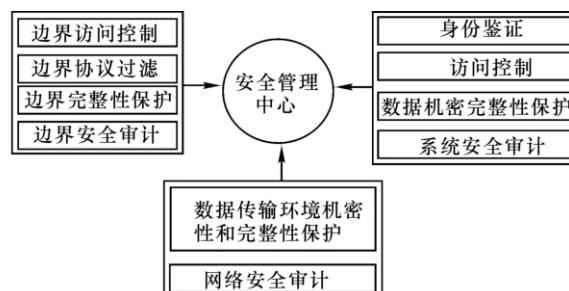 边界访问控制
边界协议过滤
边界完整性保护
边界安全审计
安全管理
中心
身份鉴证
访问控制
数据机密完整性保护
系统安全审计
数据传输环境机密
性和完整性保护
网络安全审计